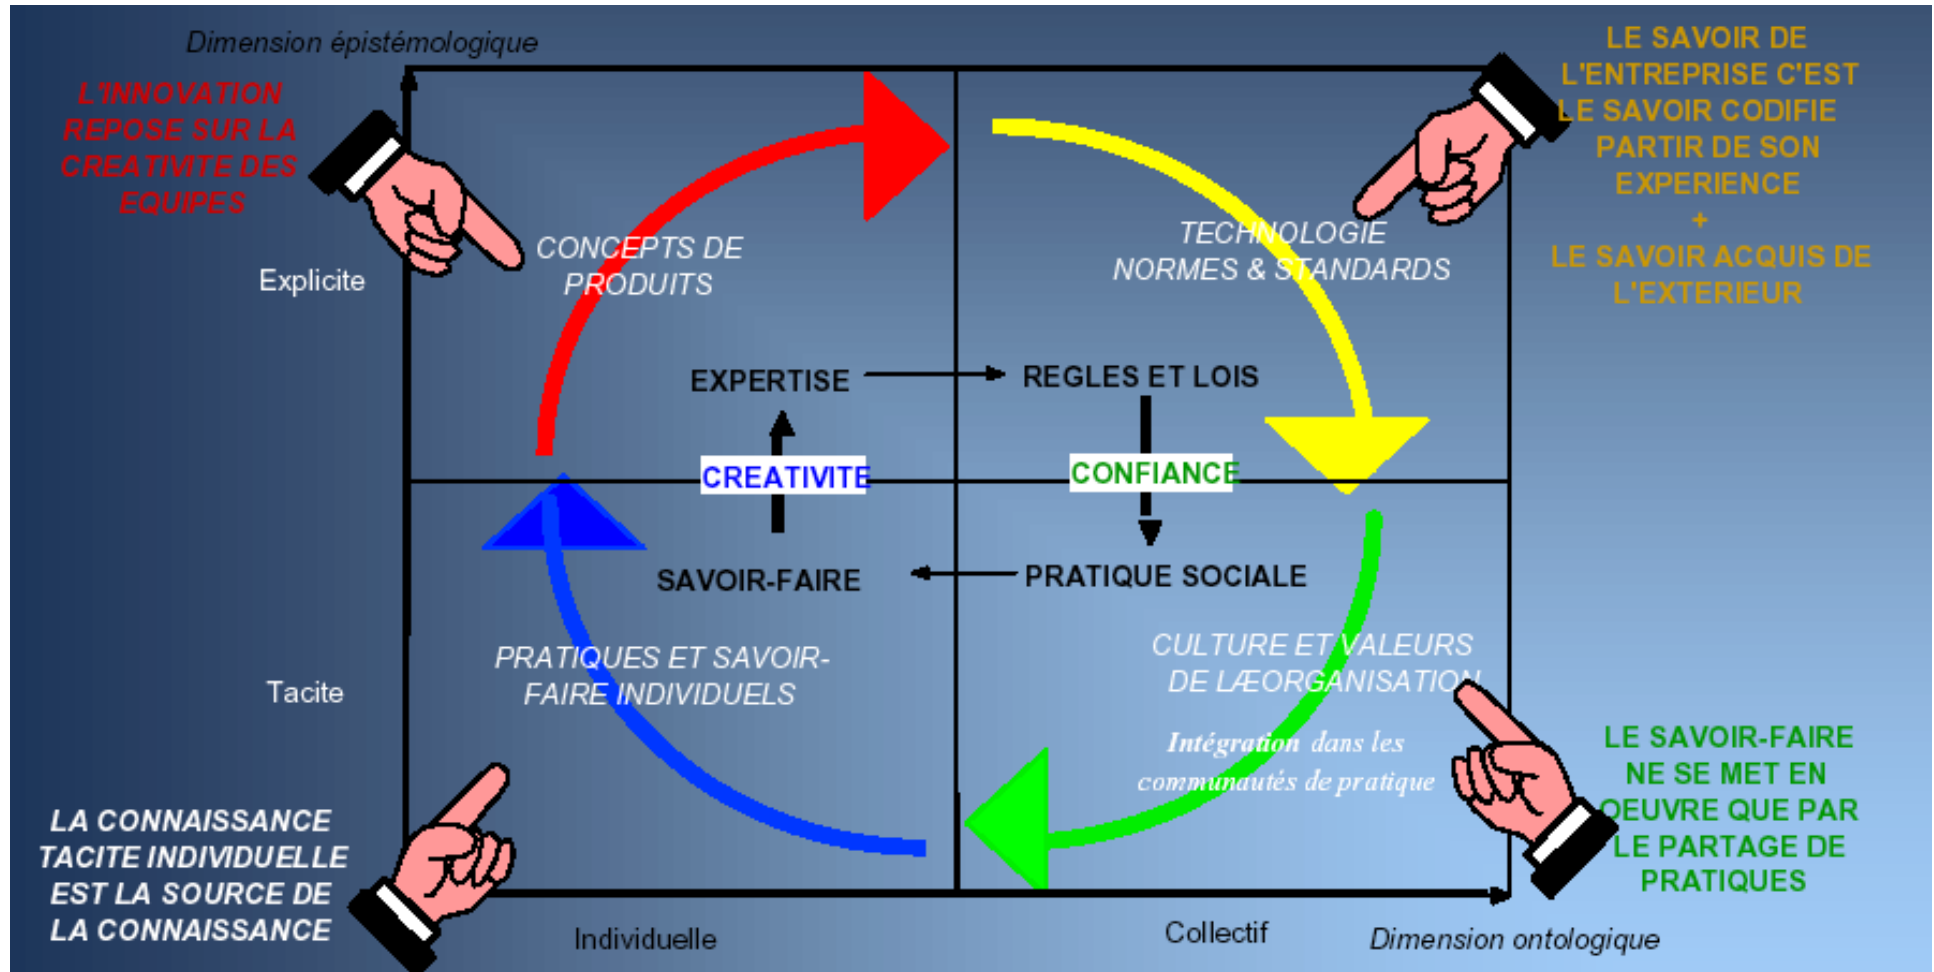 Dimension épistémologique
L'INNOVATION
REPOSE SUR LA
CREATIVITE DES
EQUIPES
LE SAVOIR DE
L'ENTREPRISE C'EST
LE SAVOIR CODIFIE
PARTIR DE SON
EXPERIENCE
+
LE SAVOIR ACQUIS DE
L'EXTERIEUR
Explicite
CONCEPTS DE
PRODUITS
TECHNOLOGIE
NORMES & STANDARDS
EXPERTISE
REGLES ET LOIS
CREATIVITE
CONFIANCE
SAVOIR-FAIRE
PRATIQUE SOCIALE
Tacite
PRATIQUES ET SAVOIR-
FAIRE INDIVIDUELS
CULTURE ET VALEURS
DE LÆORGANISATION
Intégration dans les
communautés de pratique
LA CONNAISSANCE
TACITE INDIVIDUELLE
EST LA SOURCE DE
LA CONNAISSANCE
LE SAVOIR-FAIRE
NE SE MET EN
OEUVRE QUE PAR
LE PARTAGE DE
PRATIQUES
Individuelle
Collectif
Dimension ontologique